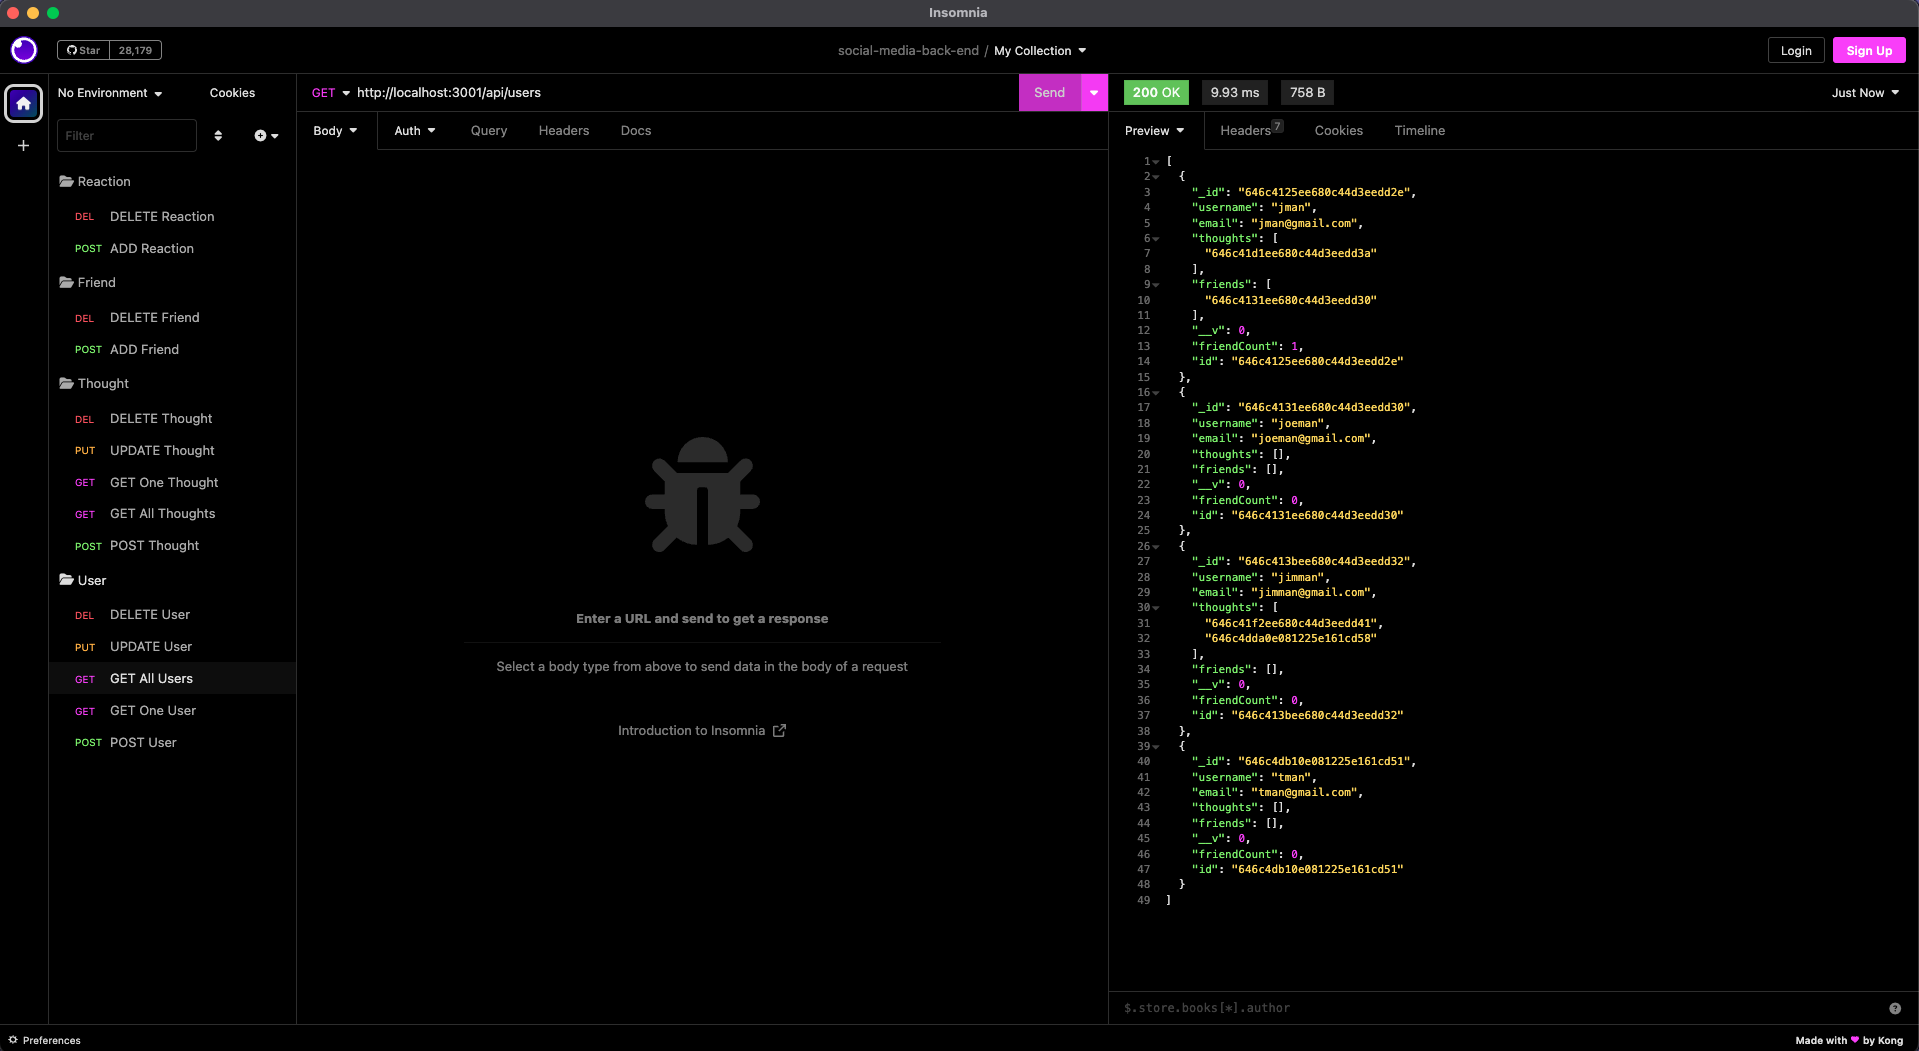 Insomnia
Star 28,179
social-media-back-end / My Collection
Login
Sign Up
No Environment
Cookies
Filter
Reaction
DEL DELETE Reaction
POST ADD Reaction
Friend
DEL DELETE Friend
POST ADD Friend
Thought
DEL DELETE Thought
PUT UPDATE Thought
GET GET One Thought
GET GET All Thoughts
POST POST Thought
User
DEL DELETE User
PUT UPDATE User
GET GET All Users
GET GET One User
POST POST User
GET http://localhost:3001/api/users
Send
Body Auth Query Headers Docs
Enter a URL and send to get a response
Select a body type from above to send data in the body of a request
Introduction to Insomnia
200 OK 9.93 ms 758 B Just Now
Preview Headers 7 Cookies Timeline
1 [
2 {
3 "_id": "646c4125ee680c44d3eedd2e",
4 "username": "jman",
5 "email": "jman@gmail.com",
6 "thoughts": [
7 "646c41d1ee680c44d3eedd3a"
8 ],
9 "friends": [
10 "646c4131ee680c44d3eedd30"
11 ],
12 "__v": 0,
13 "friendCount": 1,
14 "id": "646c4125ee680c44d3eedd2e"
15 },
16 {
17 "_id": "646c4131ee680c44d3eedd30",
18 "username": "joeman",
19 "email": "joeman@gmail.com",
20 "thoughts": [],
21 "friends": [],
22 "__v": 0,
23 "friendCount": 0,
24 "id": "646c4131ee680c44d3eedd30"
25 },
26 {
27 "_id": "646c413bee680c44d3eedd32",
28 "username": "jimman",
29 "email": "jimman@gmail.com",
30 "thoughts": [
31 "646c41f2ee680c44d3eedd41",
32 "646c4dda0e081225e161cd58"
33 ],
34 "friends": [],
35 "__v": 0,
36 "friendCount": 0,
37 "id": "646c413bee680c44d3eedd32"
38 },
39 {
40 "_id": "646c4db10e081225e161cd51",
41 "username": "tman",
42 "email": "tman@gmail.com",
43 "thoughts": [],
44 "friends": [],
45 "__v": 0,
46 "friendCount": 0,
47 "id": "646c4db10e081225e161cd51"
48 }
49 ]
$.store.books[*].author
Preferences
Made with ♥ by Kong